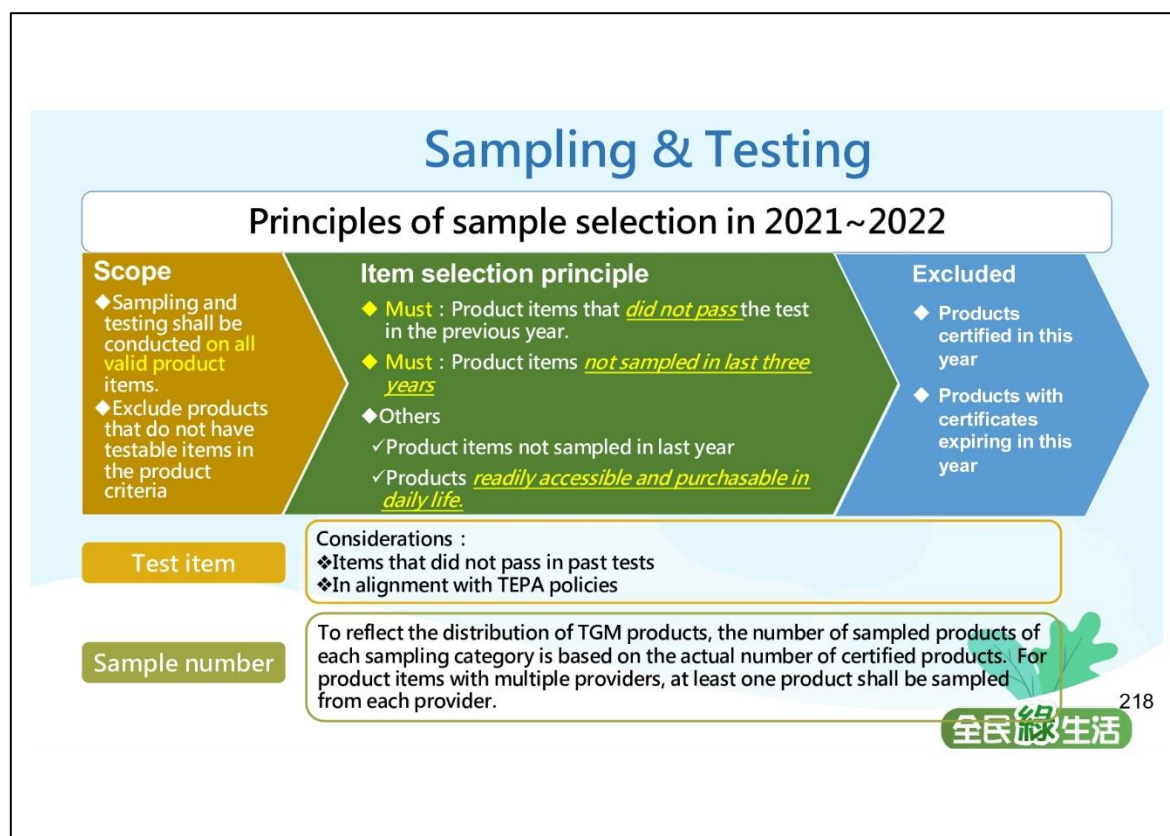 Sampling & Testing
Principles of sample selection in 2021~2022
Scope
◆Sampling and
testing shall be
conducted on all
valid product
items.
◆Exclude products
that do not have
testable items in
the product
criteria
Item selection principle
◆ Must：Product items that did not pass the test
in the previous year.
◆ Must：Product items not sampled in last three
years
◆Others
✓Product items not sampled in last year
✓Products readily accessible and purchasable in
daily life.
Excluded
◆ Products
certified in this
year
◆ Products with
certificates
expiring in this
year
Test item
Considerations：
❖Items that did not pass in past tests
❖In alignment with TEPA policies
Sample number
To reflect the distribution of TGM products, the number of sampled products of
each sampling category is based on the actual number of certified products. For
product items with multiple providers, at least one product shall be sampled
from each provider.
218
全民綠生活